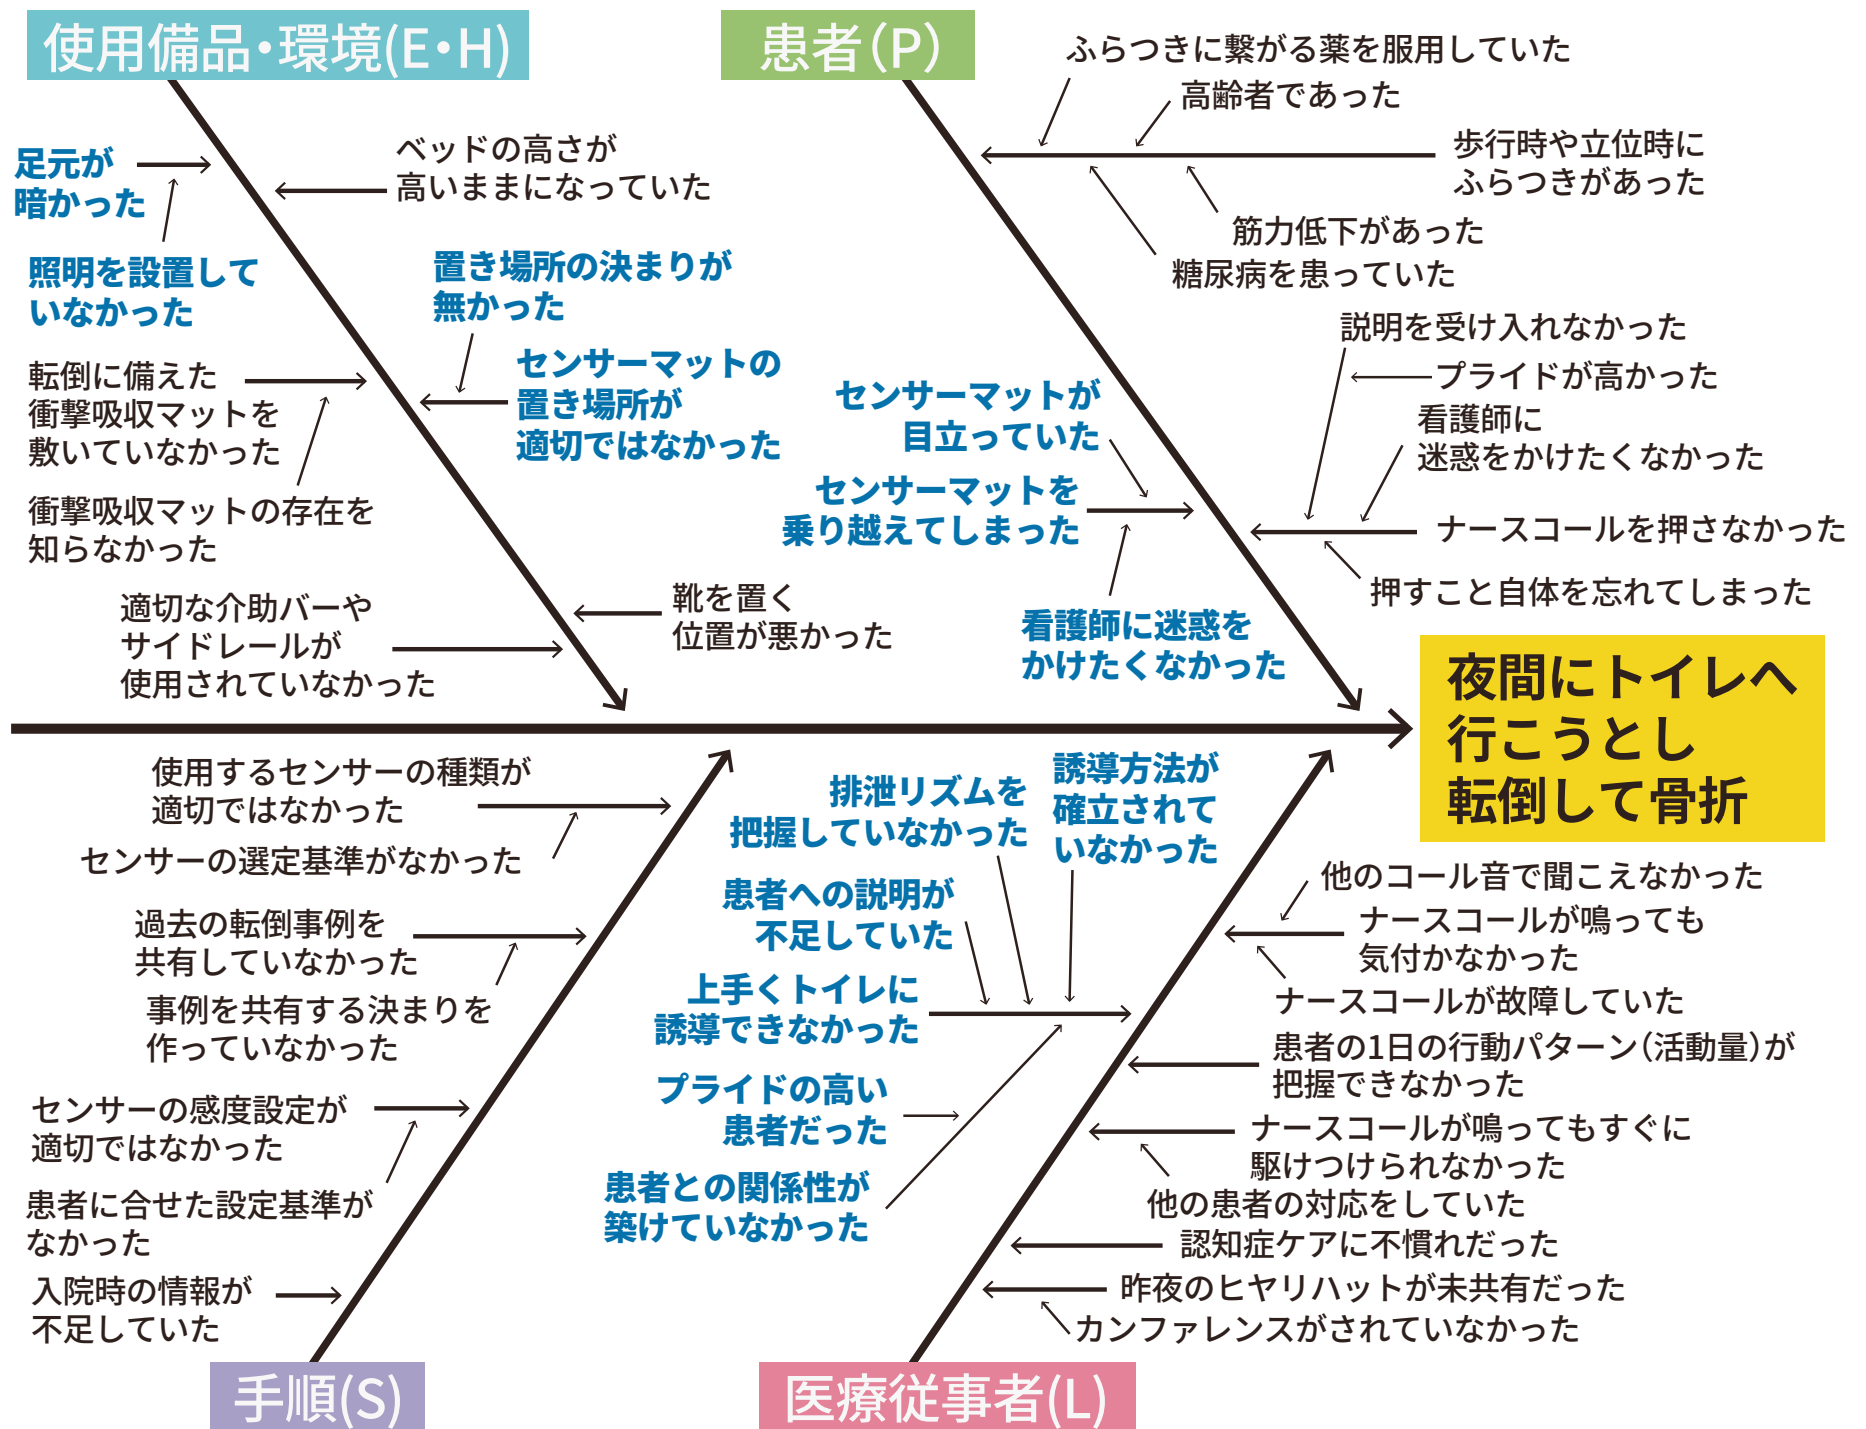 使用備品・環境(E・H)
患者（P）
足元が
暗かった
照明を設置して
いなかった
ベッドの高さが
高いままになっていた
置き場所の決まりが
無かった
センサーマットの
置き場所が
適切ではなかった
転倒に備えた
衝撃吸収マットを
敷いていなかった
衝撃吸収マットの存在を
知らなかった
適切な介助バーや
サイドレールが
使用されていなかった
靴を置く
位置が悪かった
ふらつきに繋がる薬を服用していた
高齢者であった
歩行時や立位時に
ふらつきがあった
筋力低下があった
糖尿病を患っていた
説明を受け入れなかった
プライドが高かった
看護師に
迷惑をかけたくなかった
センサーマットが
目立っていた
センサーマットを
乗り越えてしまった
看護師に迷惑を
かけたくなかった
ナースコールを押さなかった
押すこと自体を忘れてしまった
夜間にトイレへ
行こうとし
転倒して骨折
使用するセンサーの種類が
適切ではなかった
センサーの選定基準がなかった
過去の転倒事例を
共有していなかった
事例を共有する決まりを
作っていなかった
センサーの感度設定が
適切ではなかった
患者に合せた設定基準が
なかった
入院時の情報が
不足していた
手順(S)
排泄リズムを
把握していなかった
誘導方法が
確立されて
いなかった
患者への説明が
不足していた
上手くトイレに
誘導できなかった
プライドの高い
患者だった
患者との関係性が
築けていなかった
他のコール音で聞こえなかった
ナースコールが鳴っても
気付かなかった
ナースコールが故障していた
患者の1日の行動パターン（活動量）が
把握できなかった
ナースコールが鳴ってもすぐに
駆けつけられなかった
他の患者の対応をしていた
認知症ケアに不慣れだった
昨夜のヒヤリハットが未共有だった
カンファレンスがされていなかった
医療従事者(L)